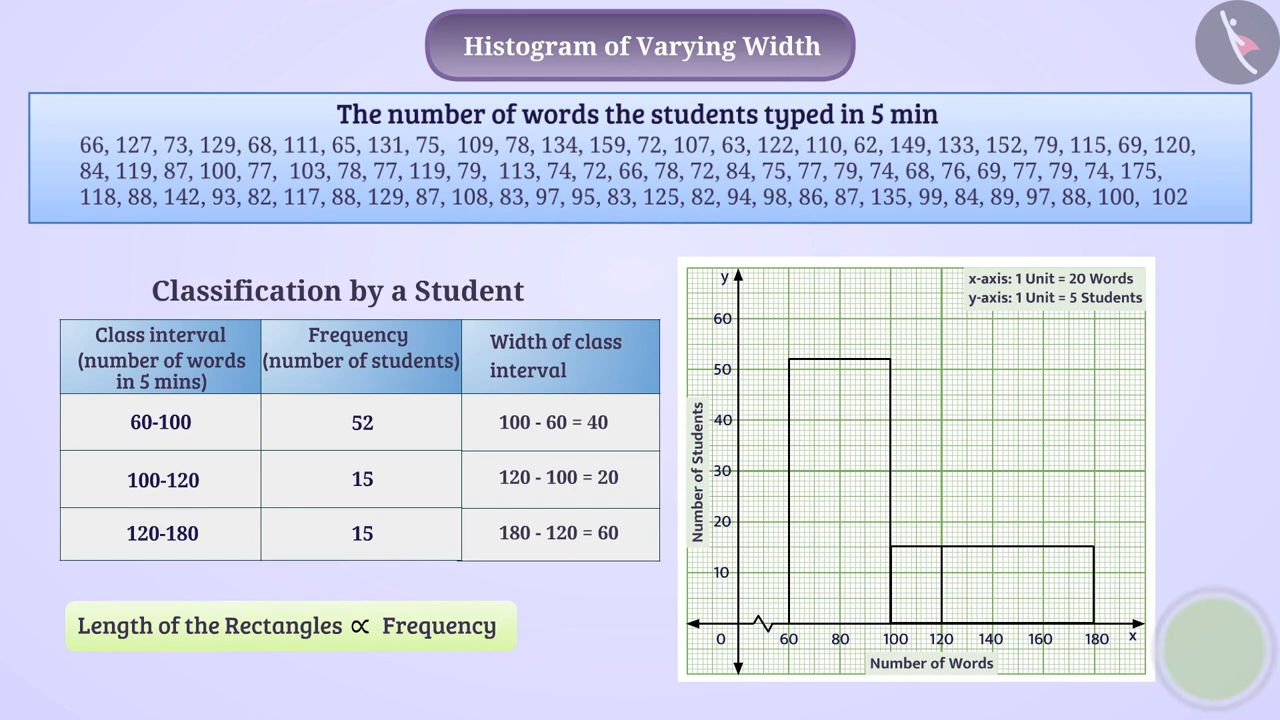 Histogram of Varying Width
The number of words the students typed in 5 min
66, 127, 73, 129, 68, 111, 65, 131, 75, 109, 78, 134, 159, 72, 107, 63, 122, 110, 62, 149, 133, 152, 79, 115, 69, 120,
84, 119, 87, 100, 77, 103, 78, 77, 119, 79, 113, 74, 72, 66, 78, 72, 84, 75, 77, 79, 74, 68, 76, 69, 77, 79, 74, 175,
118, 88, 142, 93, 82, 117, 88, 129, 87, 108, 83, 97, 95, 83, 125, 82, 94, 98, 86, 87, 135, 99, 84, 89, 97, 88, 100, 102
Classification by a Student
Class interval
(number of words
in 5 mins)
Frequency
(number of students)
Width of class
interval
60-100
52
100 - 60 = 40
100-120
15
120 - 100 = 20
120-180
15
180 - 120 = 60
Length of the Rectangles ∝ Frequency
x-axis: 1 Unit = 20 Words
y-axis: 1 Unit = 5 Students
y
60
50
40
30
20
10
Number of Students
0 60 80 100 120 140 160 180 x
Number of Words